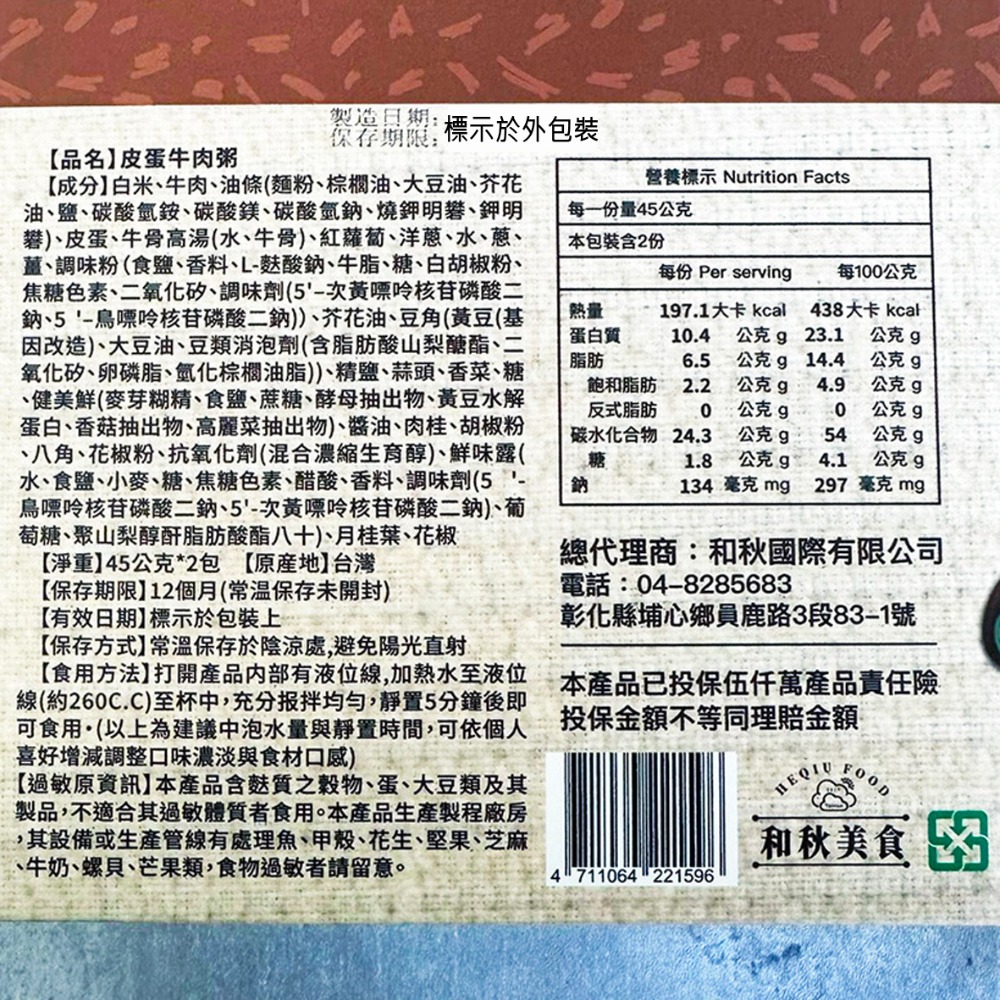 製造日期:
保存期限: 標示於外包裝
【品名】皮蛋牛肉粥
【成分】白米、牛肉、油條(麵粉、棕櫚油、大豆油、芥花
油、鹽、碳酸氫銨、碳酸鎂、碳酸氫鈉、燒鉀明礬、鉀明
礬)、皮蛋、牛骨高湯(水、牛骨)、紅蘿蔔、洋蔥、水、蔥、
薑、調味粉(食鹽、香料、L-麩酸鈉、牛脂、糖、白胡椒粉、
焦糖色素、二氧化矽、調味劑(5'-次黃嘌呤核苷磷酸二
鈉、5'-鳥嘌呤核苷磷酸二鈉))、芥花油、豆角(黃豆(基
因改造)、大豆油、豆類消泡劑(含脂肪酸山梨醣酯、二
氧化矽、卵磷脂、氫化棕櫚油脂))、精鹽、蒜頭、香菜、糖
、健美鮮(麥芽糊精、食鹽、蔗糖、酵母抽出物、黃豆水解
蛋白、香菇抽出物、高麗菜抽出物)、醬油、肉桂、胡椒粉
、八角、花椒粉、抗氧化劑(混合濃縮生育醇)、鮮味露(
水、食鹽、小麥、糖、焦糖色素、醋酸、香料、調味劑(5'-
鳥嘌呤核苷磷酸二鈉、5'-次黃嘌呤核苷磷酸二鈉)、葡
萄糖、聚山梨醇酐脂肪酸酯八十)、月桂葉、花椒
【淨重】45公克*2包 【原產地】台灣
【保存期限】12個月(常溫保存未開封)
【有效日期】標示於包裝上
【保存方式】常溫保存於陰涼處,避免陽光直射
【食用方法】打開產品內部有液位線,加熱水至液位
線(約260C.C)至杯中,充分报拌均勻,靜置5分鐘後即
可食用·(以上為建議中泡水量與靜置時間,可依個人
喜好增減調整口味濃淡與食材口感)
【過敏原資訊】本產品含麩質之穀物、蛋、大豆類及其
製品,不適合其過敏體質者食用。本產品生產製程廠房
,其設備或生產管線有處理魚、甲殼、花生、堅果、芝麻
、牛奶、螺貝、芒果類,食物過敏者請留意。
營養標示 Nutrition Facts
每一份量45公克
本包裝含2份
每份 Per serving 每100公克
熱量 197.1大卡 kcal 438大卡 kcal
蛋白質 10.4 公克 g 23.1 公克 g
脂肪 6.5 公克 g 14.4 公克 g
飽和脂肪 2.2 公克 g 4.9 公克 g
反式脂肪 0 公克 g 0 公克 g
碳水化合物 24.3 公克 g 54 公克 g
糖 1.8 公克 g 4.1 公克 g
鈉 134 毫克 mg 297 毫克 mg
總代理商：和秋國際有限公司
電話：04-8285683
彰化縣埔心鄉員鹿路3段83-1號
本產品已投保伍仟萬產品責任險
投保金額不等同理賠金額
4 711064 221596
HEQIU FOOD
和秋美食